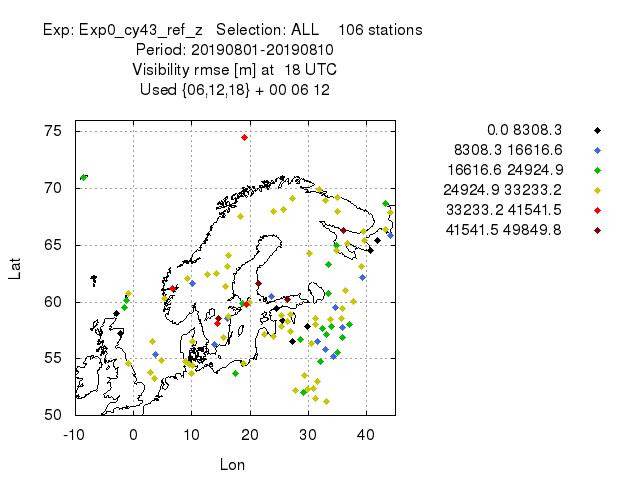 Exp: Exp0_cy43_ref_z   Selection: ALL    106 stations
Period: 20190801-20190810
Visibility rmse [m] at  18 UTC
Used {06,12,18} + 00 06 12
0.0 8308.3
8308.3 16616.6
16616.6 24924.9
24924.9 33233.2
33233.2 41541.5
41541.5 49849.8
75
70
65
60
55
50
Lat
-10 0 10 20 30 40
Lon